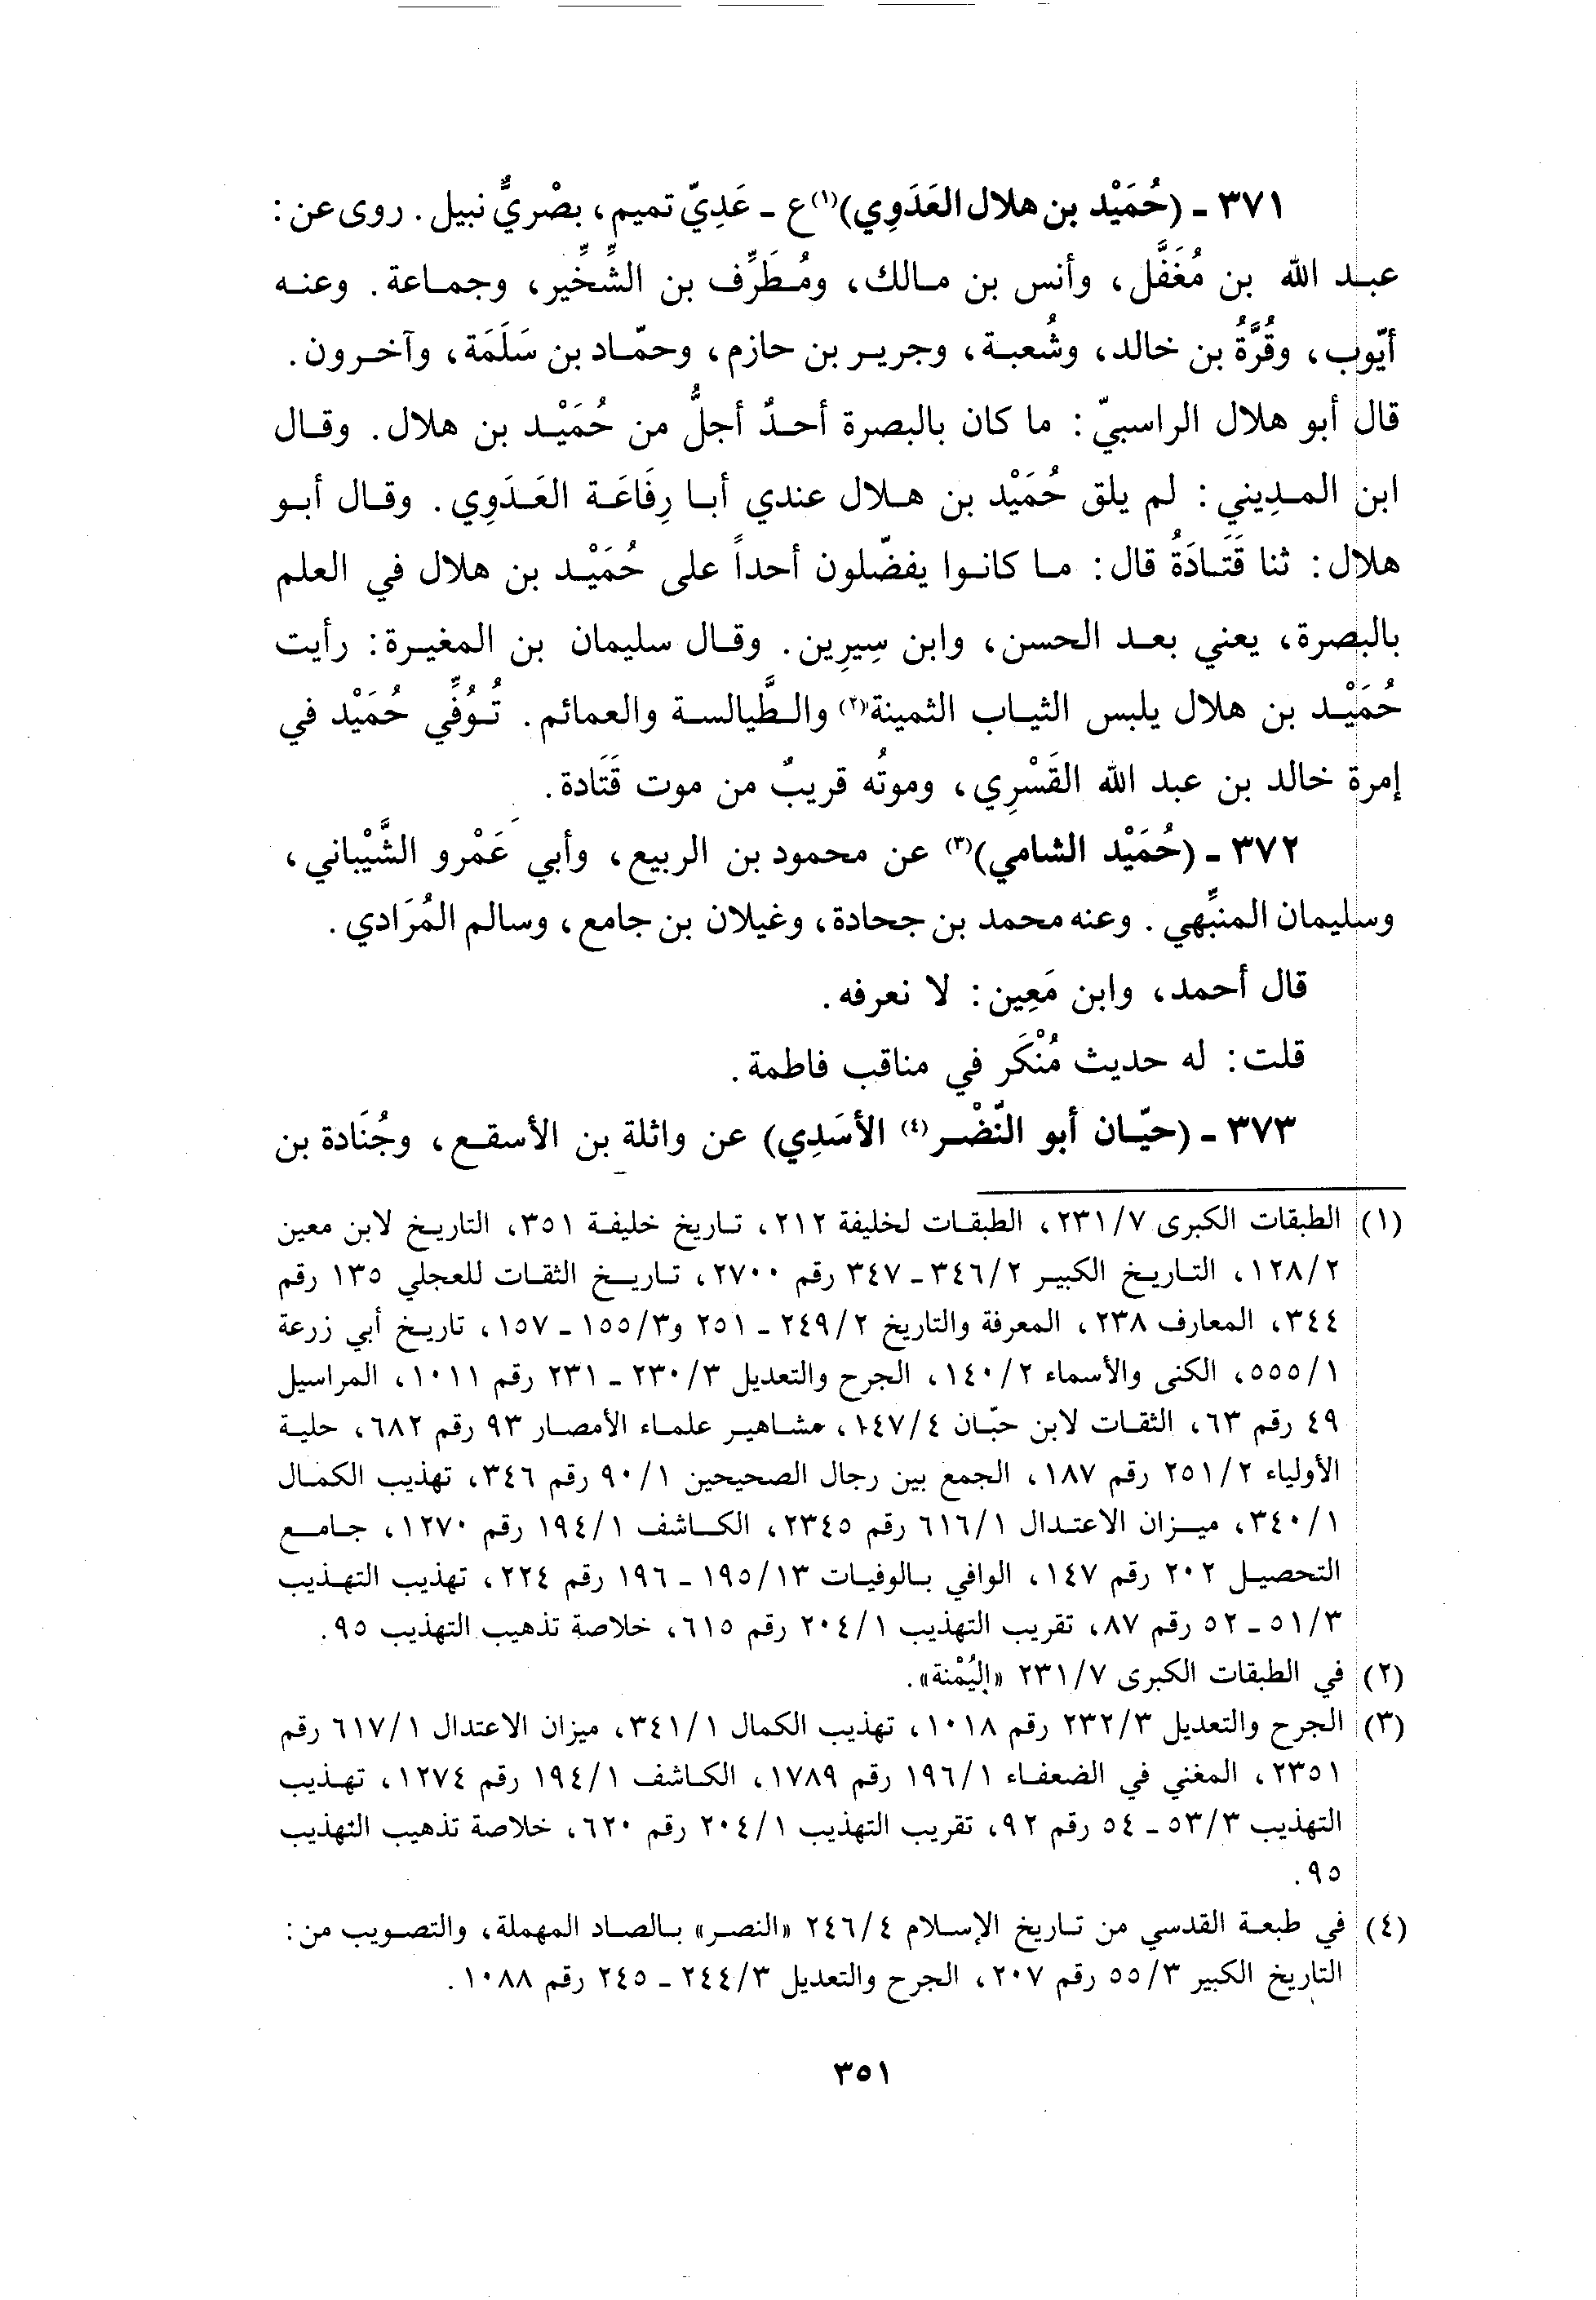 ٣٧١ - (حُمَيْد بن هلال العَدَوِي)(١) ع - عَدِيّ تميم، بصْريٌّ نبيل. روى عن:
عبد الله بن مُغَفَّل، وأنس بن مالك، ومُطَرِّف بن الشِّخِّير، وجماعة. وعنه
أيّوب، وقُرَّةُ بن خالد، وشُعبة، وجرير بن حازم، وحمّاد بن سَلَمَة، وآخرون.
قال أبو هلال الراسبيّ: ما كان بالبصرة أحدٌ أجلُّ من حُمَيْد بن هلال. وقال
ابن المدِيني: لم يلق حُمَيْد بن هلال عندي أبا رِفَاعَة العَدَوِي. وقال أبو
هلال: ثنا قَتَادَةُ قال: ما كانوا يفضّلون أحداً على حُمَيْد بن هلال في العلم
بالبصرة، يعني بعد الحسن، وابن سِيرِين. وقال سليمان بن المغيرة: رأيت
حُمَيْد بن هلال يلبس الثياب الثمينة(٢) والطَّيالسة والعمائم. تُوُفِّي حُمَيْد في
إمرة خالد بن عبد الله القَسْرِي، وموتُه قريبٌ من موت قَتَادة.
٣٧٢ - (حُمَيْد الشامي)(٣) عن محمود بن الربيع، وأبي عَمْرو الشَّيْباني،
وسليمان المنبِّهي. وعنه محمد بن جحادة، وغيلان بن جامع، وسالم المُرَادي.
قال أحمد، وابن مَعِين: لا نعرفه.
قلت: له حديث مُنْكَر في مناقب فاطمة.
٣٧٣ - (حيّان أبو النَّضْر(٤) الأسَدِي) عن واثلة بن الأسقع، وجُنَادة بن
(١) الطبقات الكبرى ٢٣١/٧، الطبقات لخليفة ٢١٢، تاريخ خليفة ٣٥١، التاريخ لابن معين
١٢٨/٢، التاريخ الكبير ٣٤٦/٢ - ٣٤٧ رقم ٢٧٠٠، تاريخ الثقات للعجلي ١٣٥ رقم
٣٤٤، المعارف ٢٣٨، المعرفة والتاريخ ٢٤٩/٢ - ٢٥١ و١٥٥/٣ - ١٥٧، تاريخ أبي زرعة
٥٥٥/١، الكنى والأسماء ١٤٠/٢، الجرح والتعديل ٢٣٠/٣ - ٢٣١ رقم ١٠١١، المراسيل
٤٩ رقم ٦٣، الثقات لابن حبّان ١٤٧/٤، مشاهير علماء الأمصار ٩٣ رقم ٦٨٢، حلية
الأولياء ٢٥١/٢ رقم ١٨٧، الجمع بين رجال الصحيحين ٩٠/١ رقم ٣٤٦، تهذيب الكمال
٣٤٠/١، ميزان الاعتدال ٦١٦/١ رقم ٢٣٤٥، الكاشف ١٩٤/١ رقم ١٢٧٠، جامع
التحصيل ٢٠٢ رقم ١٤٧، الوافي بالوفيات ١٩٥/١٣ - ١٩٦ رقم ٢٢٤، تهذيب التهذيب
٥١/٣ - ٥٢ رقم ٨٧، تقريب التهذيب ٢٠٤/١ رقم ٦١٥، خلاصة تذهيب التهذيب ٩٥.
(٢) في الطبقات الكبرى ٢٣١/٧ «اليُمْنة».
(٣) الجرح والتعديل ٢٣٢/٣ رقم ١٠١٨، تهذيب الكمال ٣٤١/١، ميزان الاعتدال ٦١٧/١ رقم
٢٣٥١، المغني في الضعفاء ١٩٦/١ رقم ١٧٨٩، الكاشف ١٩٤/١ رقم ١٢٧٤، تهذيب
التهذيب ٥٣/٣ - ٥٤ رقم ٩٢، تقريب التهذيب ٢٠٤/١ رقم ٦٢٠، خلاصة تذهيب التهذيب
٩٥.
(٤) في طبعة القدسي من تاريخ الإسلام ٢٤٦/٤ «النصر» بالصاد المهملة، والتصويب من:
التاريخ الكبير ٥٥/٣ رقم ٢٠٧، الجرح والتعديل ٢٤٤/٣ - ٢٤٥ رقم ١٠٨٨.
٣٥١